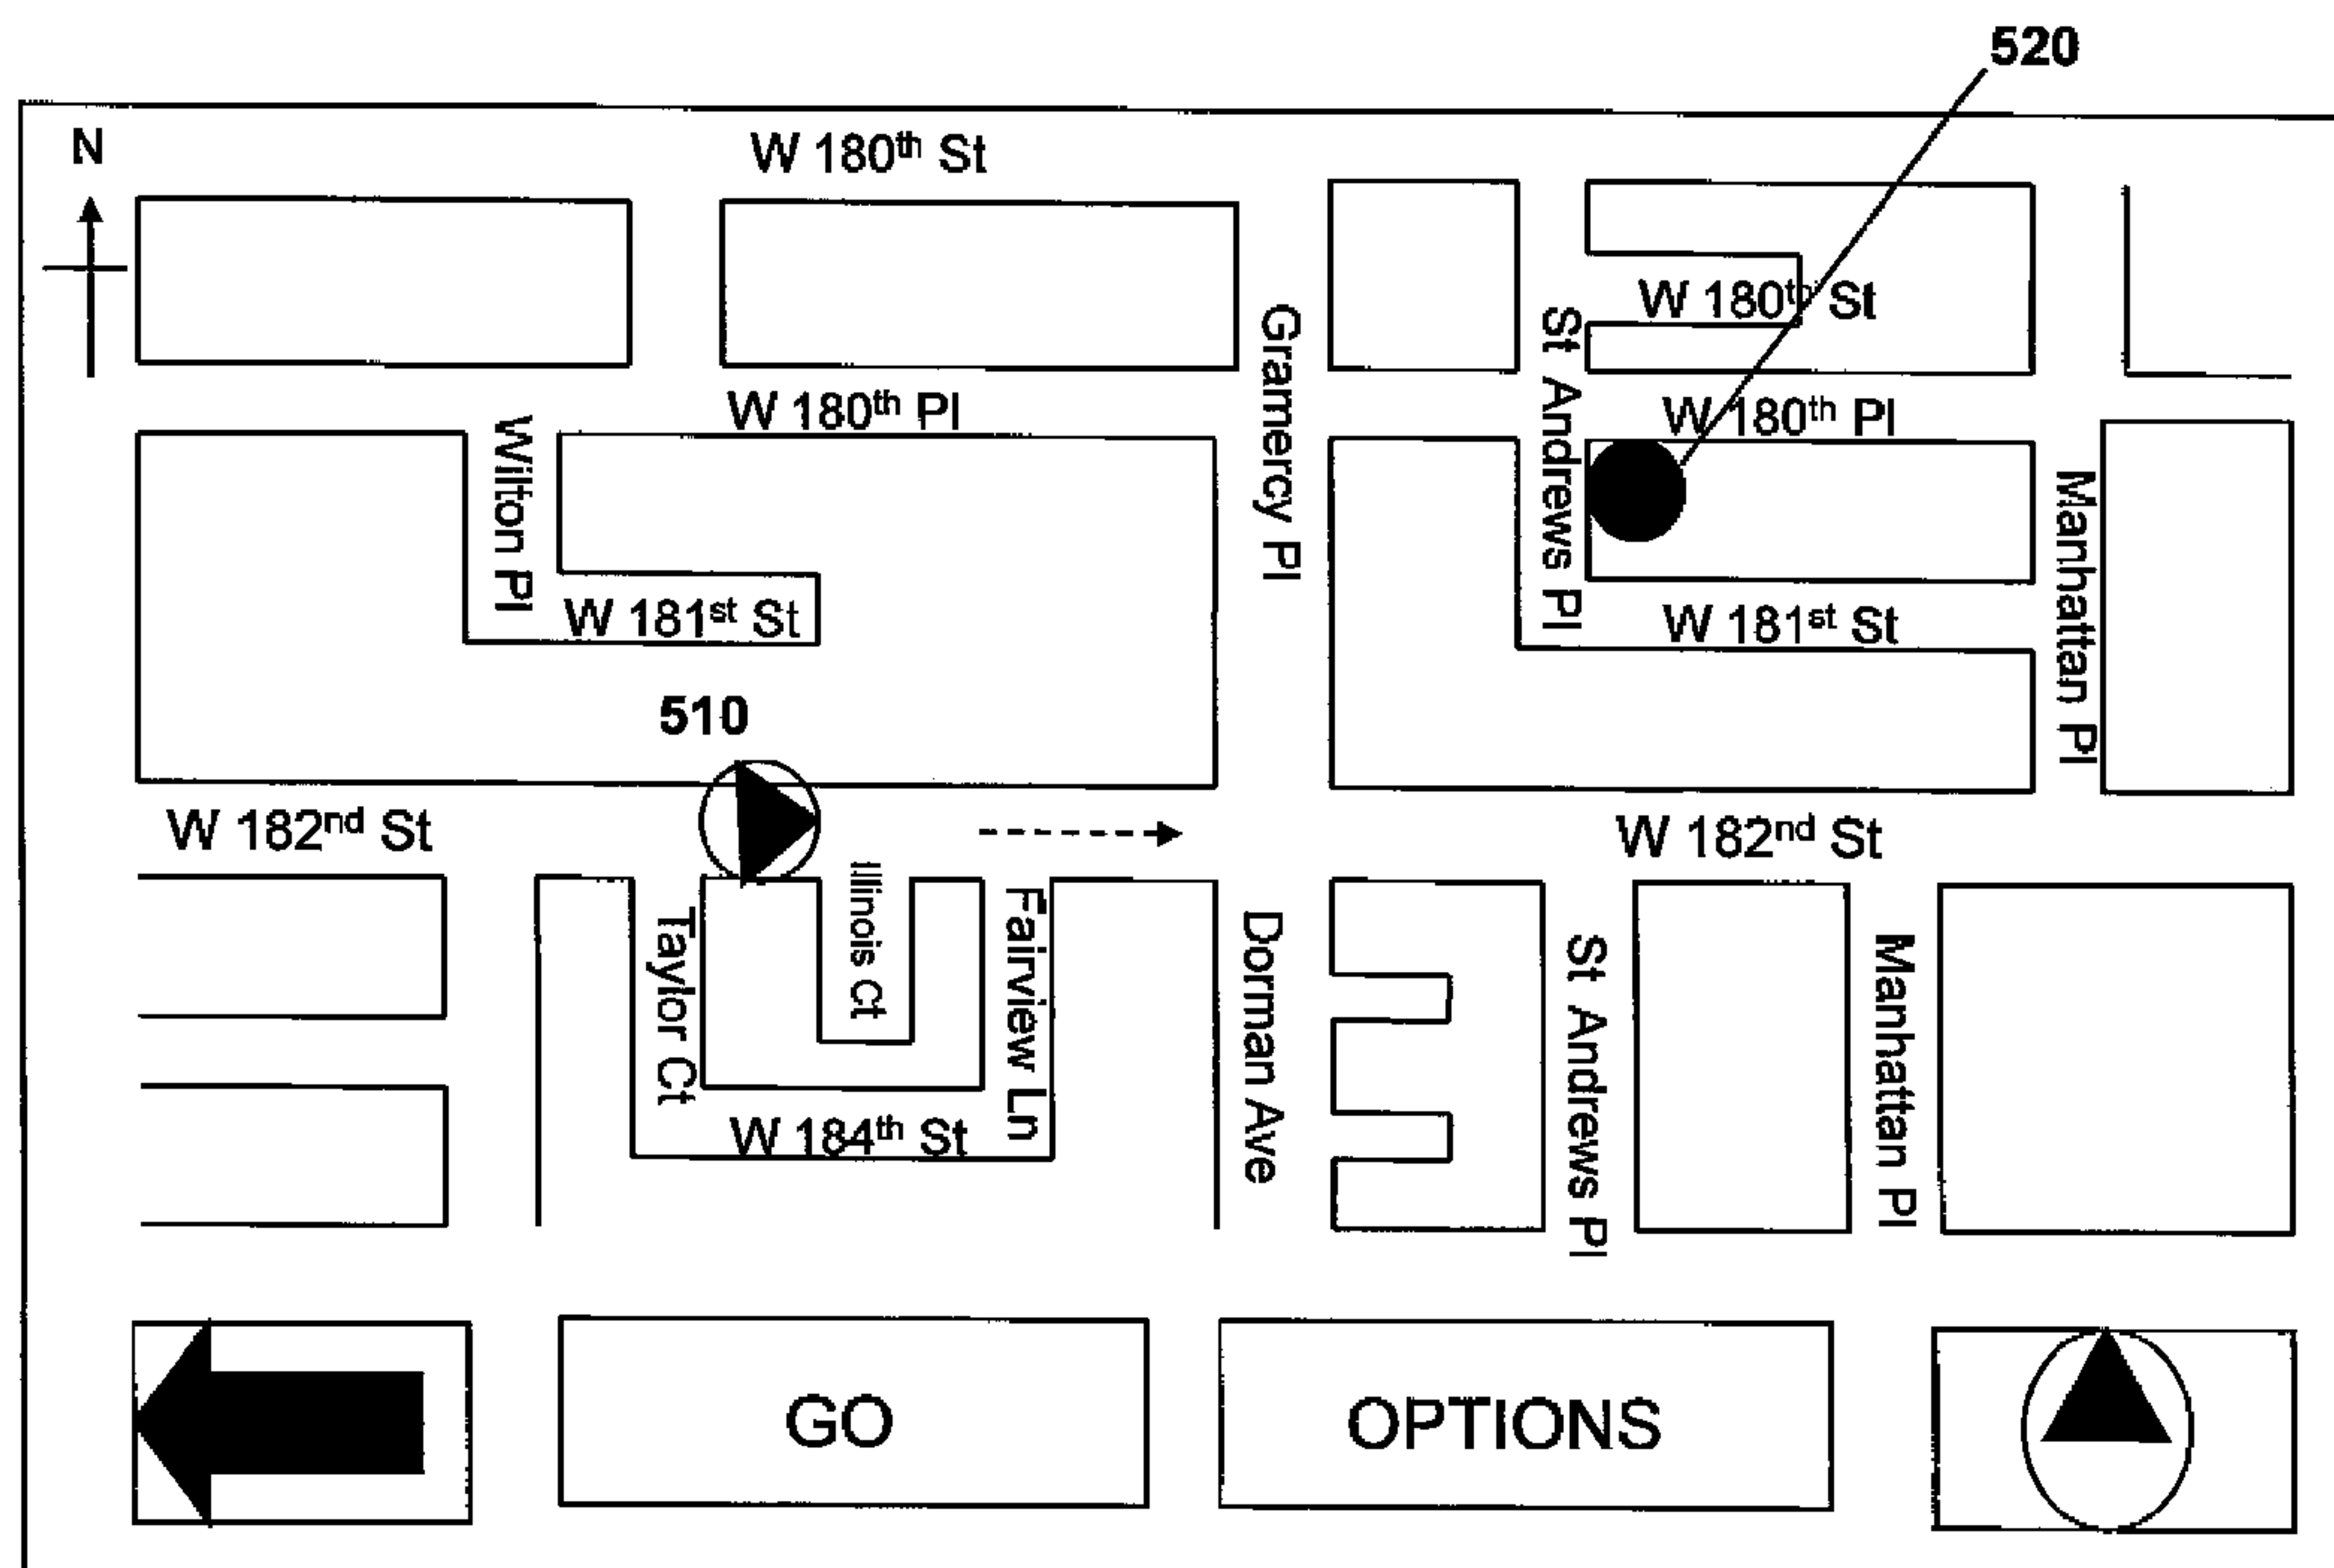 520
N
W 180th St
W 180th St
Gramercy Pl
St Andrews Pl
W 180th Pl
W 180th Pl
Wilton Pl
Manhattan Pl
W 181st St
W 181st St
510
W 182nd St
W 182nd St
Illinois Ct
Fairview Ln
Taylor Ct
Dorman Ave
St Andrews Pl
Manhattan Pl
W 184th St
GO
OPTIONS